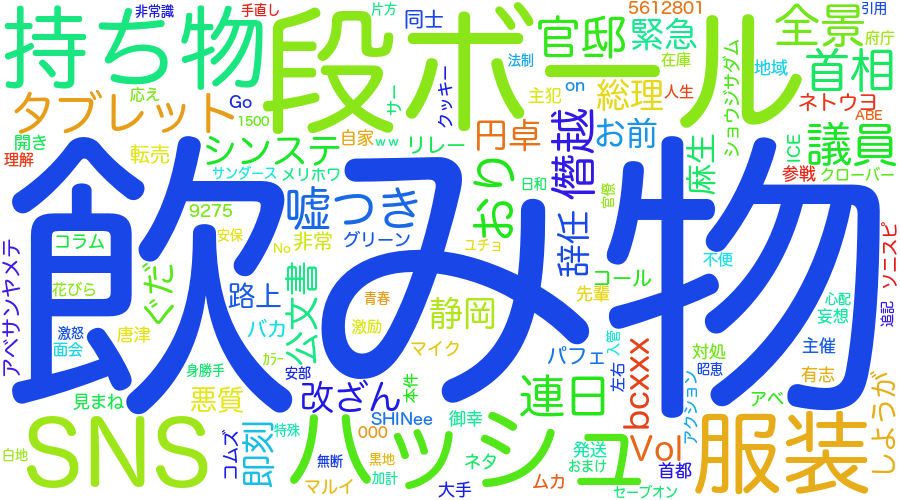 非常識
手直し
片方
同士
5612801
引用
持ち物
段ボール
官邸
緊急
全景
府庁
クッキー
サー
法制
在庫
地域
首相
タブレット
応え
Go
主犯
on
総理
人生
ネトウヨ
ABE
1500
開き
理解
転売
シンステ
自家
ww
リレー
円卓
僭越
お前
ショウジサダム
ICE
議員
サンダース
メリホワ
日和
官僚
麻生
参戦
クローバー
飲み物
9275
嘘つき
おり
コラム
安保
No
非常
グリーン
ユチョ
辞任
不便
ソニスピ
アベサンヤメテ
花びら
ぐだ
路上
公文書
青春
静岡
コール
先輩
心配
妄想
追記
激怒
面会
唐津
バカ
激励
マイク
パフェ
入管
対処
主催
身勝手
カラー
安部
本件
左右
昭恵
有志
見まね
悪質
改ざん
連日
bcxxx
アクション
アベ
しようが
SNS
ハッシュ
SHINee
御幸
服装
白地
コムズ
即刻
特殊
000
ネタ
発送
おまけ
Vol
首都
無断
黒地
加計
マルイ
大手
ムカ
セーブオン